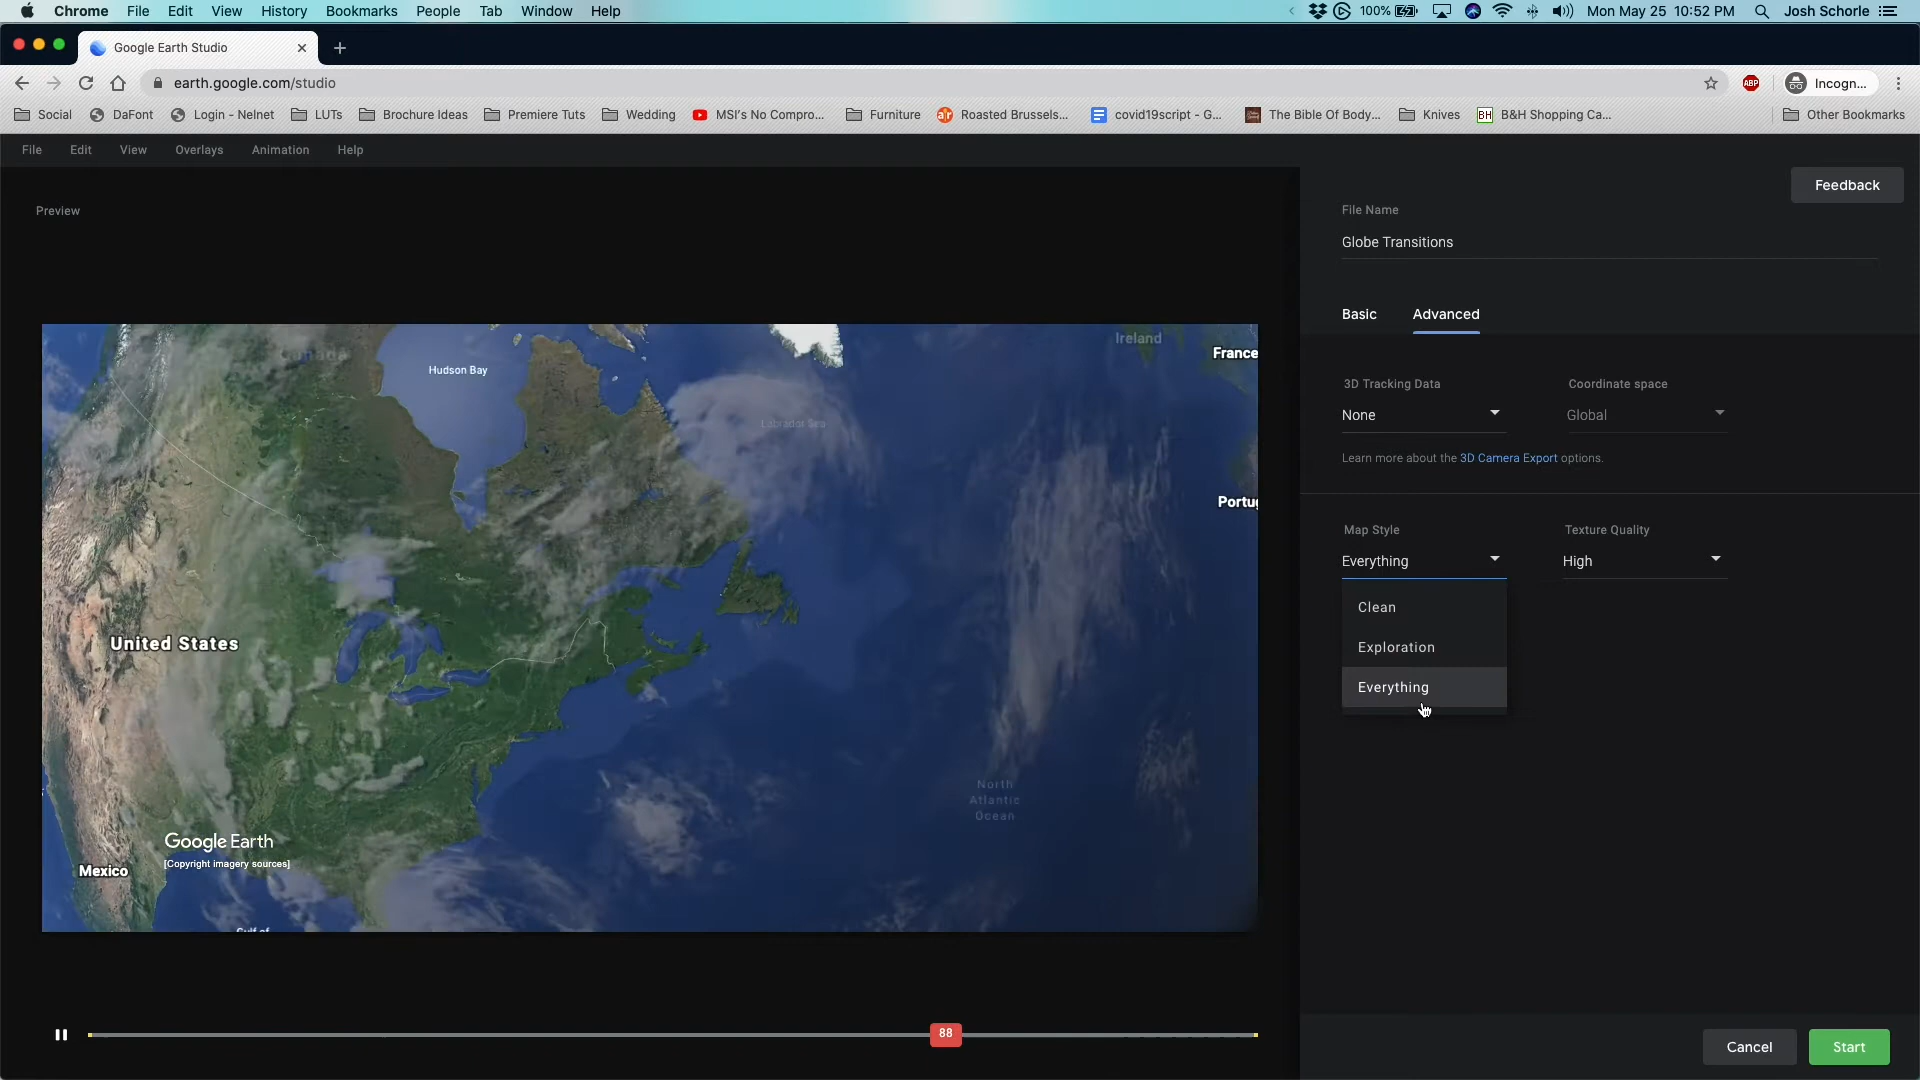 Chrome File Edit View History Bookmarks People Tab Window Help
100% Mon May 25 10:52 PM Josh Schorle
Google Earth Studio
earth.google.com/studio
ABP
Incogn...
Social DaFont Login - Nelnet LUTs Brochure Ideas Premiere Tuts Wedding MSI's No Compro... Furniture Roasted Brussels... covid19script - G... The Bible Of Body... Knives B&H Shopping Ca... Other Bookmarks
File Edit View Overlays Animation Help
Feedback
Preview
File Name
Globe Transitions
Basic Advanced
Canada
Ireland
France
Hudson Bay
Labrador Sea
Portug
United States
North
Atlantic
Ocean
Google Earth
[Copyright imagery sources]
Mexico
Gulf of
3D Tracking Data Coordinate space
None Global
Learn more about the 3D Camera Export options.
Map Style Texture Quality
Everything High
Clean
Exploration
Everything
88
Cancel Start